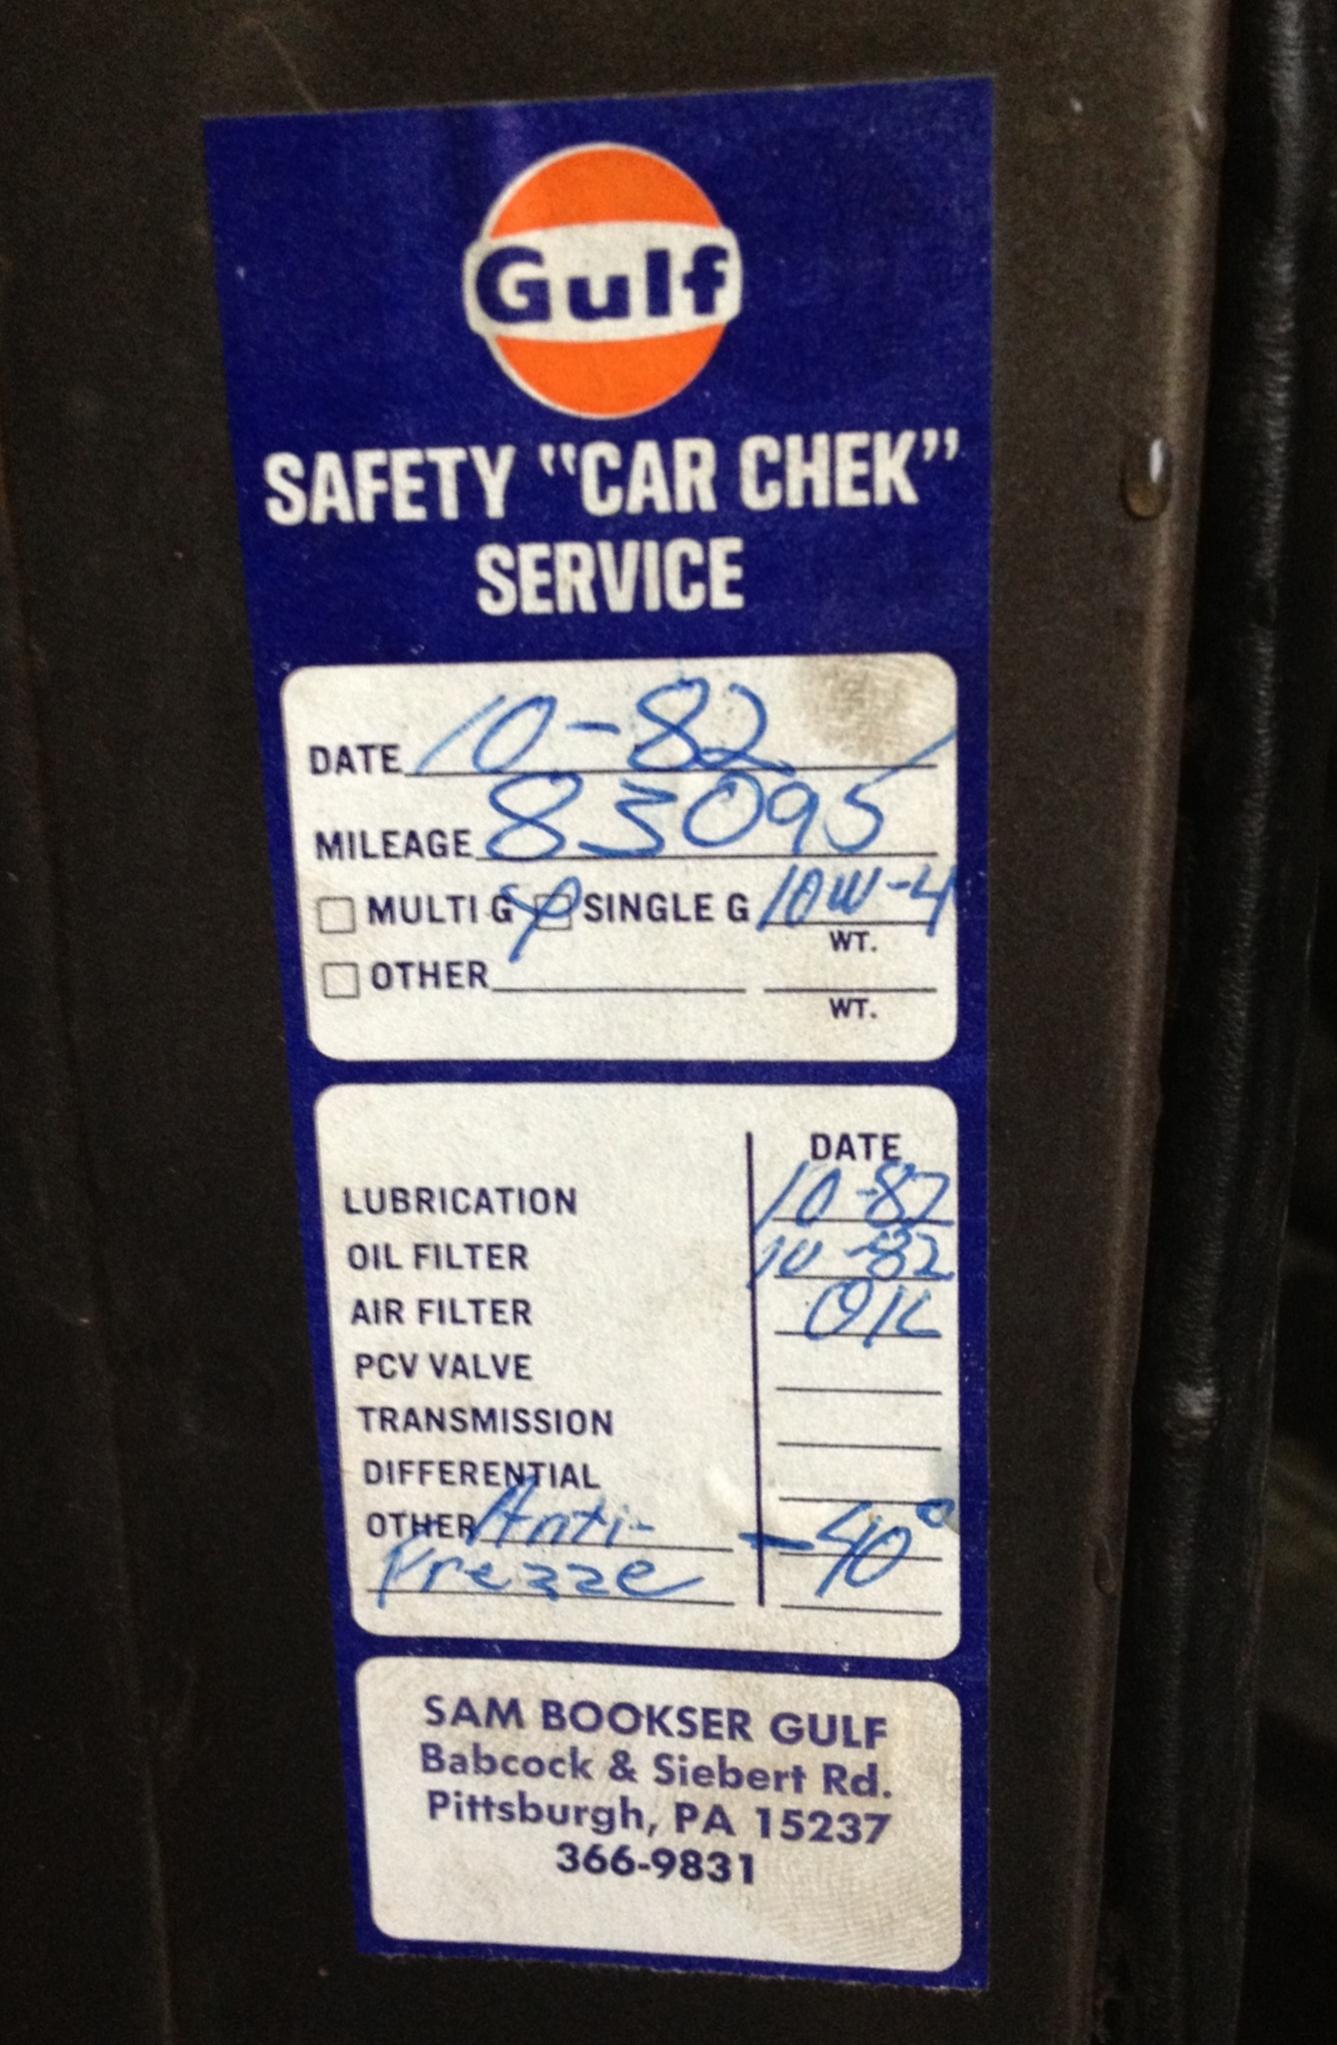 Gulf
SAFETY "CAR CHEK"
SERVICE
DATE 10-82
MILEAGE 83095
MULTI G SINGLE G 10W-4
WT.
OTHER
WT.
DATE
LUBRICATION 10-82
OIL FILTER 10-82
AIR FILTER OK
PCV VALVE
TRANSMISSION
DIFFERENTIAL
OTHER Anti- -40°
Frezze
SAM BOOKSER GULF
Babcock & Siebert Rd.
Pittsburgh, PA 15237
366-9831